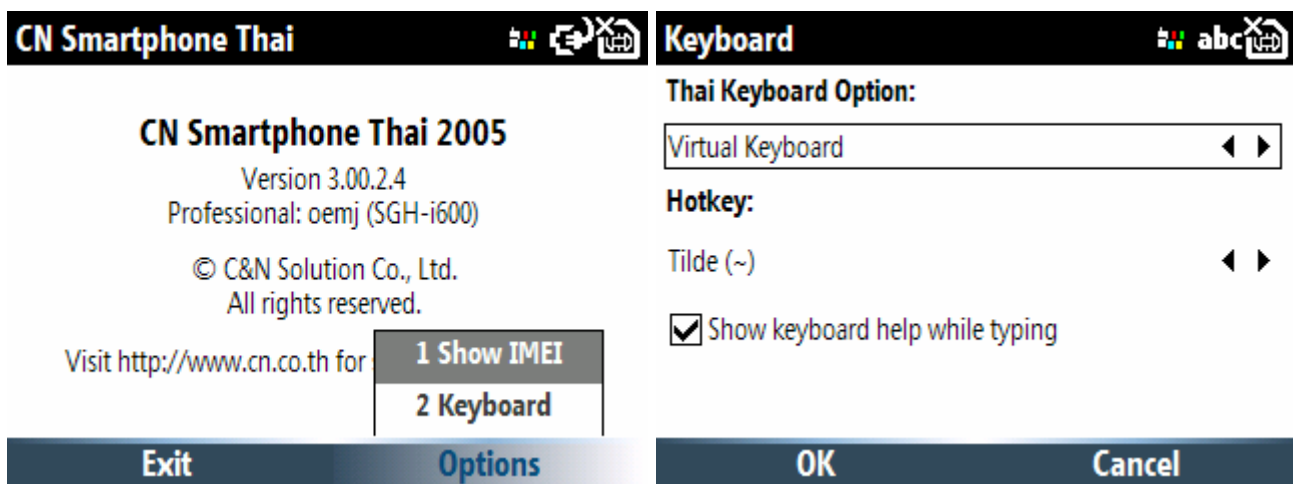 CN Smartphone Thai
CN Smartphone Thai 2005
Version 3.00.2.4
Professional: oemj (SGH-i600)
© C&N Solution Co., Ltd.
All rights reserved.
Visit http://www.cn.co.th for
1 Show IMEI
2 Keyboard
Exit Options
Keyboard
abc
Thai Keyboard Option:
Virtual Keyboard
Hotkey:
Tilde (~)
Show keyboard help while typing
OK Cancel